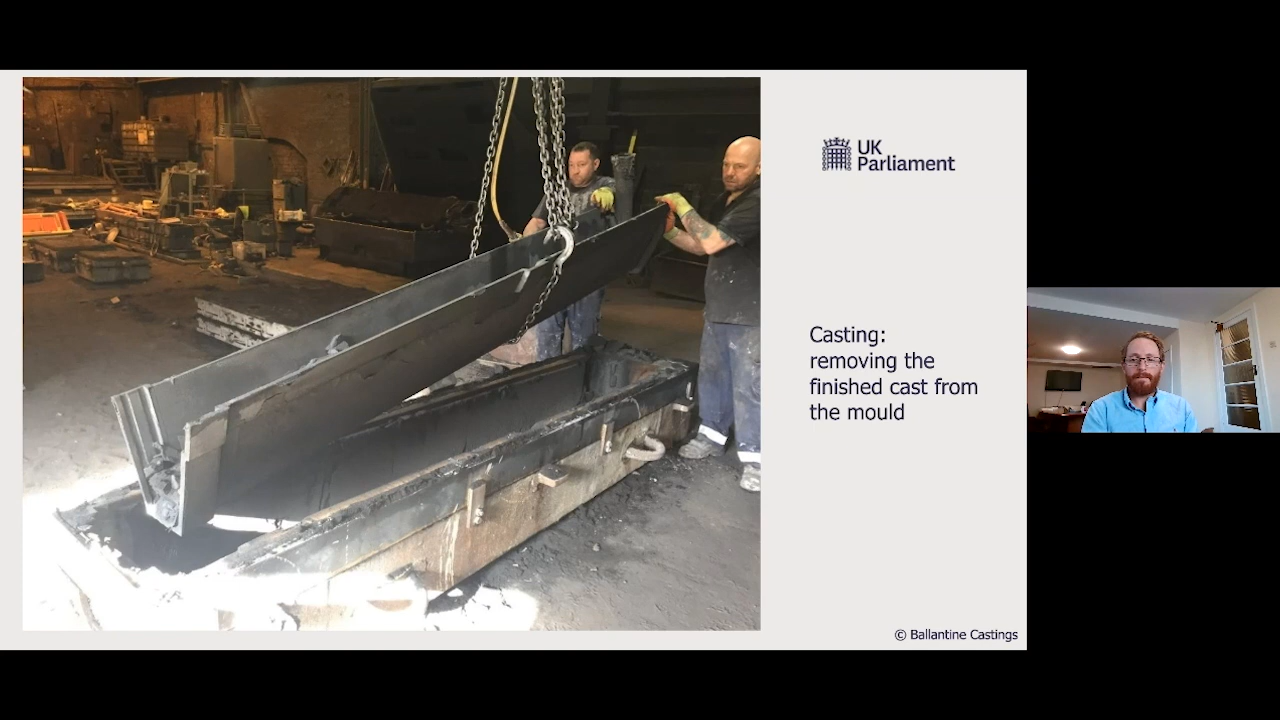 UK
Parliament
Casting:
removing the
finished cast from
the mould
© Ballantine Castings